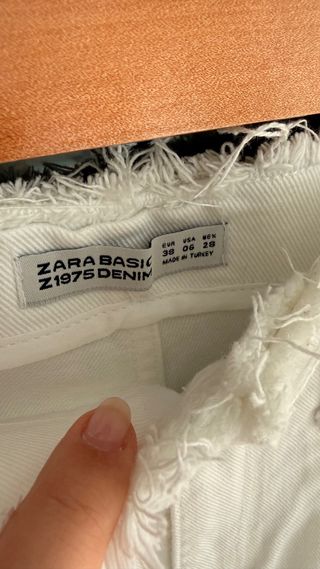 ZARA BASIC
Z1975 DENIM
EUR USA MEX
38 06 28
MADE IN TURKEY